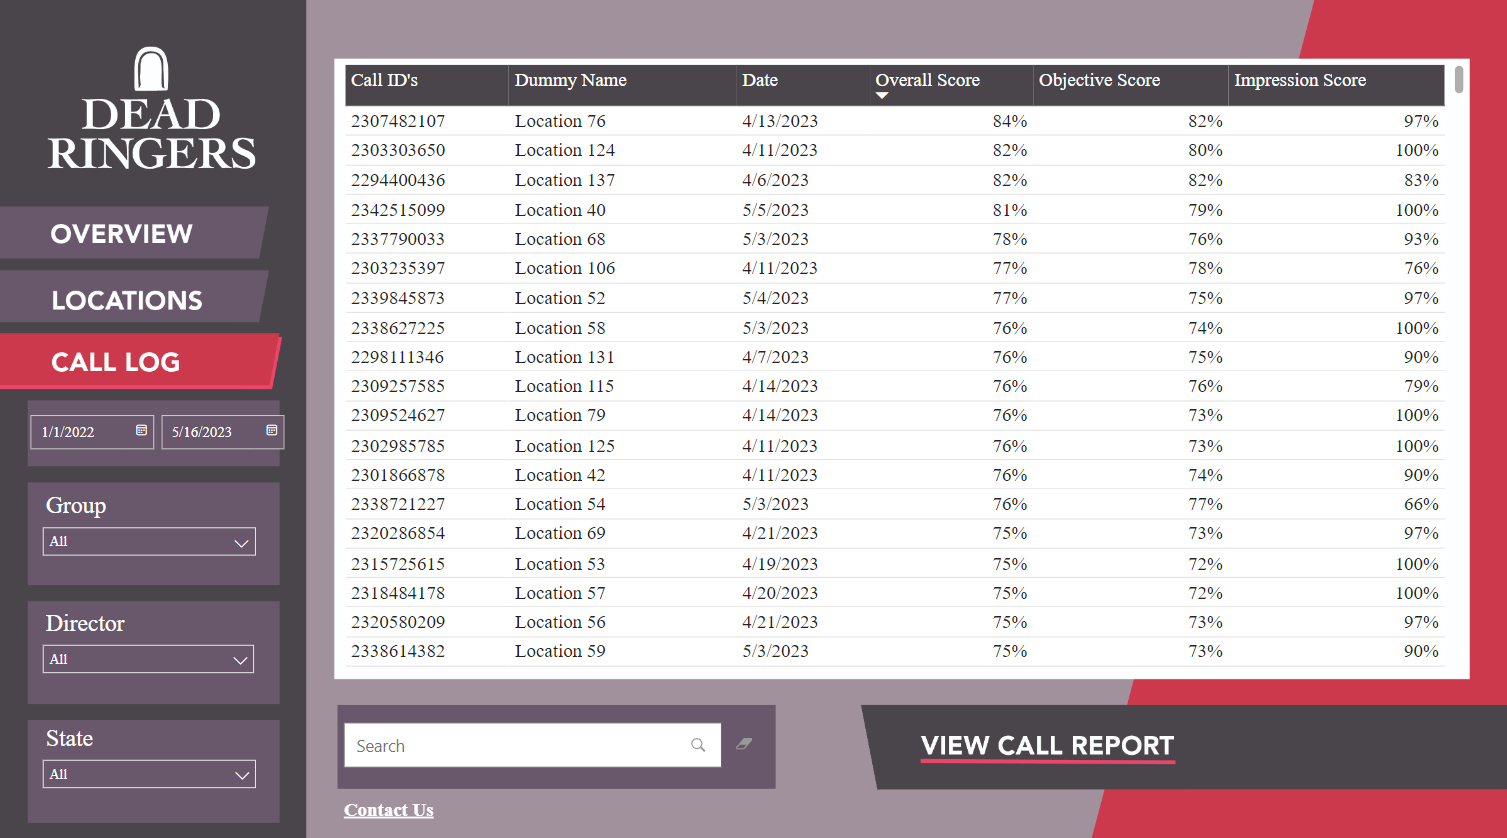 DEAD
RINGERS
OVERVIEW
LOCATIONS
CALL LOG
1/1/2022 5/16/2023
Group
All
Director
All
State
All
Call ID's Dummy Name Date Overall Score Objective Score Impression Score
2307482107 Location 76 4/13/2023 84% 82% 97%
2303303650 Location 124 4/11/2023 82% 80% 100%
2294400436 Location 137 4/6/2023 82% 82% 83%
2342515099 Location 40 5/5/2023 81% 79% 100%
2337790033 Location 68 5/3/2023 78% 76% 93%
2303235397 Location 106 4/11/2023 77% 78% 76%
2339845873 Location 52 5/4/2023 77% 75% 97%
2338627225 Location 58 5/3/2023 76% 74% 100%
2298111346 Location 131 4/7/2023 76% 75% 90%
2309257585 Location 115 4/14/2023 76% 76% 79%
2309524627 Location 79 4/14/2023 76% 73% 100%
2302985785 Location 125 4/11/2023 76% 73% 100%
2301866878 Location 42 4/11/2023 76% 74% 90%
2338721227 Location 54 5/3/2023 76% 77% 66%
2320286854 Location 69 4/21/2023 75% 73% 97%
2315725615 Location 53 4/19/2023 75% 72% 100%
2318484178 Location 57 4/20/2023 75% 72% 100%
2320580209 Location 56 4/21/2023 75% 73% 97%
2338614382 Location 59 5/3/2023 75% 73% 90%
Search
VIEW CALL REPORT
Contact Us